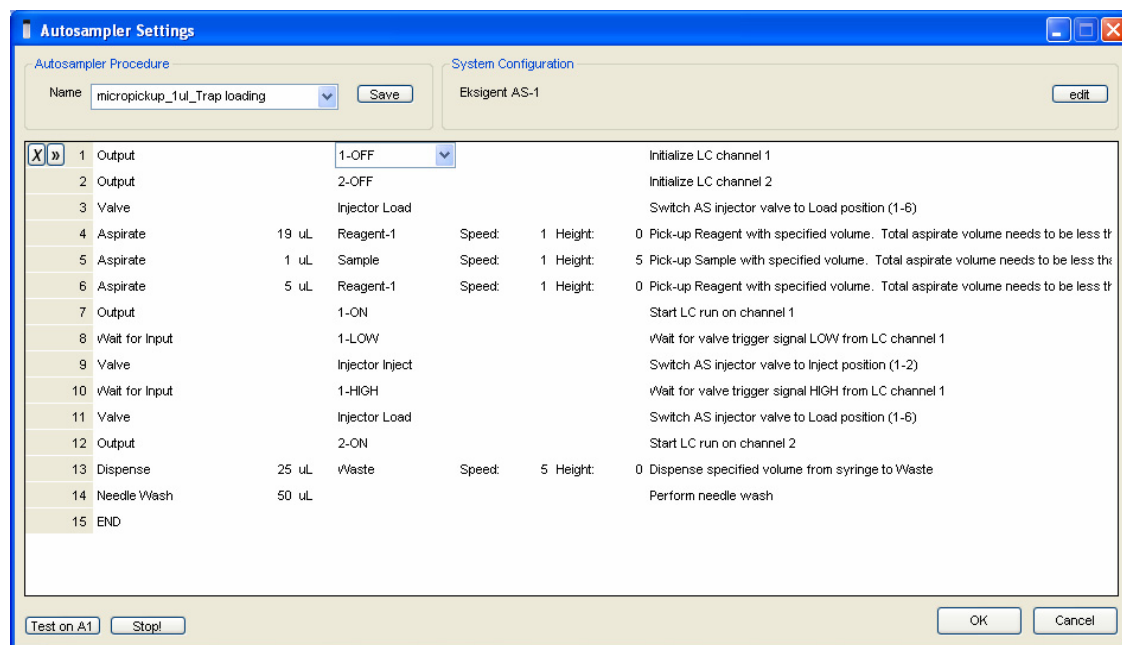 Autosampler Settings
Autosampler Procedure
Name micropickup_1ul_Trap loading Save
System Configuration
Eksigent AS-1 edit
X » 1 Output 1-OFF Initialize LC channel 1
2 Output 2-OFF Initialize LC channel 2
3 Valve Injector Load Switch AS injector valve to Load position (1-6)
4 Aspirate 19 uL Reagent-1 Speed: 1 Height: 0 Pick-up Reagent with specified volume. Total aspirate volume needs to be less th
5 Aspirate 1 uL Sample Speed: 1 Height: 5 Pick-up Sample with specified volume. Total aspirate volume needs to be less tha
6 Aspirate 5 uL Reagent-1 Speed: 1 Height: 0 Pick-up Reagent with specified volume. Total aspirate volume needs to be less th
7 Output 1-ON Start LC run on channel 1
8 Wait for Input 1-LOW Wait for valve trigger signal LOW from LC channel 1
9 Valve Injector Inject Switch AS injector valve to Inject position (1-2)
10 Wait for Input 1-HIGH Wait for valve trigger signal HIGH from LC channel 1
11 Valve Injector Load Switch AS injector valve to Load position (1-6)
12 Output 2-ON Start LC run on channel 2
13 Dispense 25 uL Waste Speed: 5 Height: 0 Dispense specified volume from syringe to Waste
14 Needle Wash 50 uL Perform needle wash
15 END
Test on A1 Stop! OK Cancel